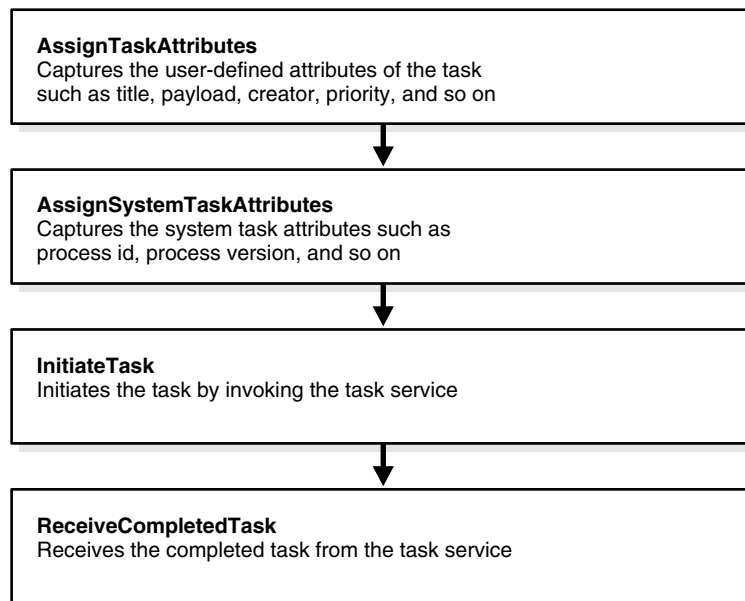 AssignTaskAttributes
Captures the user-defined attributes of the task
such as title, payload, creator, priority, and so on
AssignSystemTaskAttributes
Captures the system task attributes such as
process id, process version, and so on
InitiateTask
Initiates the task by invoking the task service
ReceiveCompletedTask
Receives the completed task from the task service